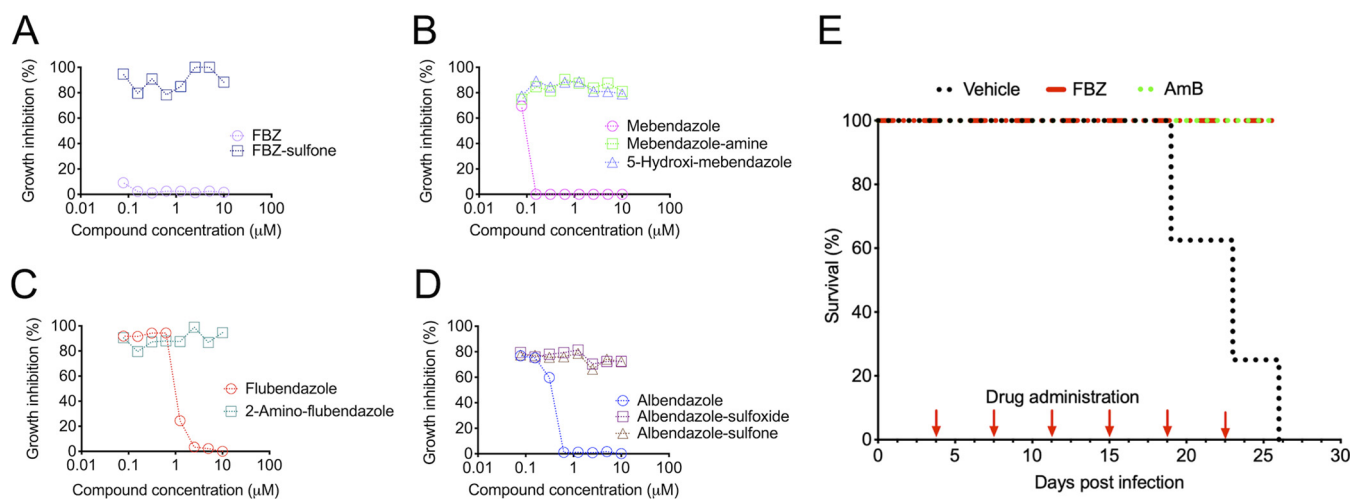 A
Growth inhibition (%)
100
80
60
40
20
0
0.01
0.1
1
10
100
Compound concentration (μM)
FBZ
FBZ-sulfone
B
Growth inhibition (%)
100
80
60
40
20
0
0.01
0.1
1
10
100
Compound concentration (μM)
Mebendazole
Mebendazole-amine
5-Hydroxi-mebendazole
C
Growth inhibition (%)
100
80
60
40
20
0
0.01
0.1
1
10
100
Compound concentration (μM)
Flubendazole
2-Amino-flubendazole
D
Growth inhibition (%)
100
80
60
40
20
0
0.01
0.1
1
10
100
Compound concentration (μM)
Albendazole
Albendazole-sulfoxide
Albendazole-sulfone
E
Vehicle
FBZ
AmB
Survival (%)
100
80
60
40
20
0
Drug administration
0
5
10
15
20
25
30
Days post infection